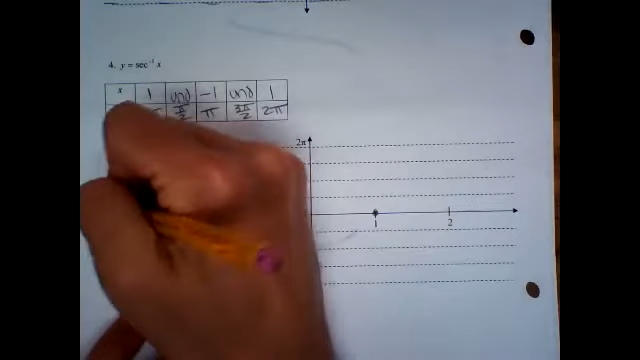 4. y = sec⁻¹ x
x 1 und -1 und 1
π/2 π 3π/2 2π
2π
1 2